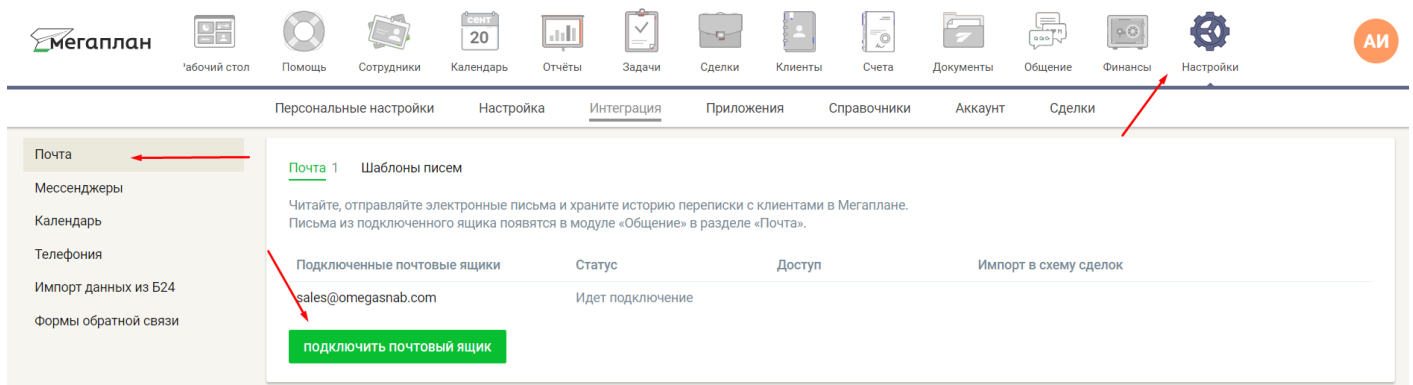 мегаплан
СЕНТ
20
АИ
'абочий стол Помощь Сотрудники Календарь Отчёты Задачи Сделки Клиенты Счета Документы Общение Финансы Настройки
Персональные настройки Настройка Интеграция Приложения Справочники Аккаунт Сделки
Почта
Мессенджеры
Календарь
Телефония
Импорт данных из Б24
Формы обратной связи
Почта 1 Шаблоны писем
Читайте, отправляйте электронные письма и храните историю переписки с клиентами в Мегаплане.
Письма из подключенного ящика появятся в модуле «Общение» в разделе «Почта».
Подключенные почтовые ящики Статус Доступ Импорт в схему сделок
sales@omegasnab.com Идет подключение
ПОДКЛЮЧИТЬ ПОЧТОВЫЙ ЯЩИК